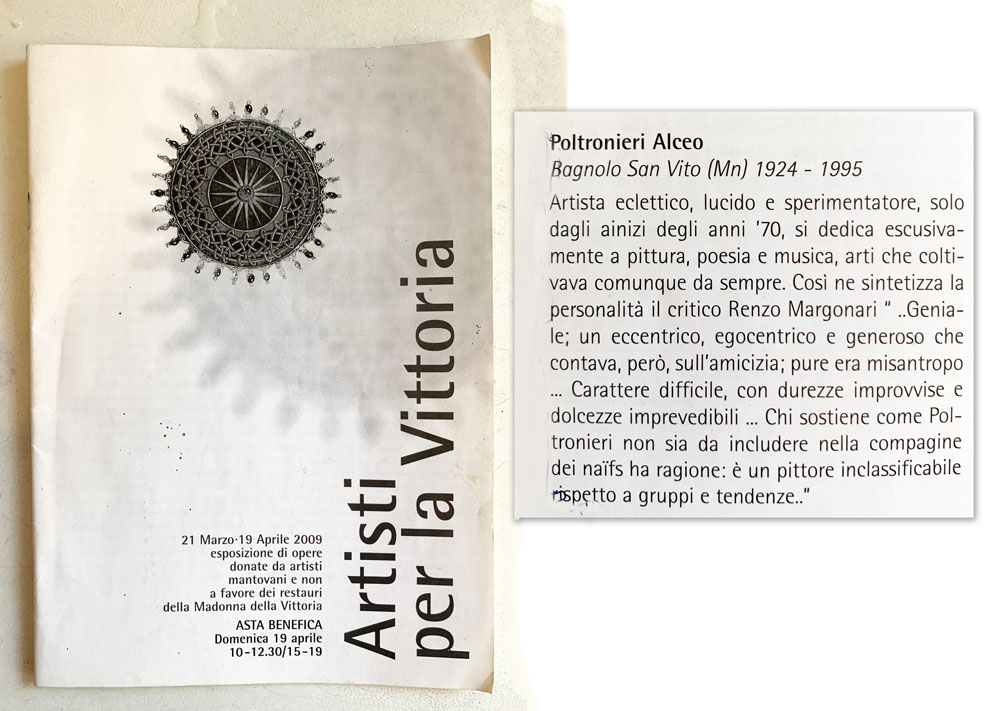 Artisti
per la Vittoria
21 Marzo·19 Aprile 2009
esposizione di opere
donate da artisti
mantovani e non
a favore dei restauri
della Madonna della Vittoria
ASTA BENEFICA
Domenica 19 aprile
10-12.30/15-19
Poltronieri Alceo
Bagnolo San Vito (Mn) 1924 - 1995
Artista eclettico, lucido e sperimentatore, solo
dagli ainizi degli anni '70, si dedica escusiva-
mente a pittura, poesia e musica, arti che colti-
vava comunque da sempre. Così ne sintetizza la
personalità il critico Renzo Margonari " ..Genia-
le; un eccentrico, egocentrico e generoso che
contava, però, sull'amicizia; pure era misantropo
... Carattere difficile, con durezze improvvise e
dolcezze imprevedibili ... Chi sostiene come Pol-
tronieri non sia da includere nella compagine
dei naïfs ha ragione: è un pittore inclassificabile
rispetto a gruppi e tendenze.."